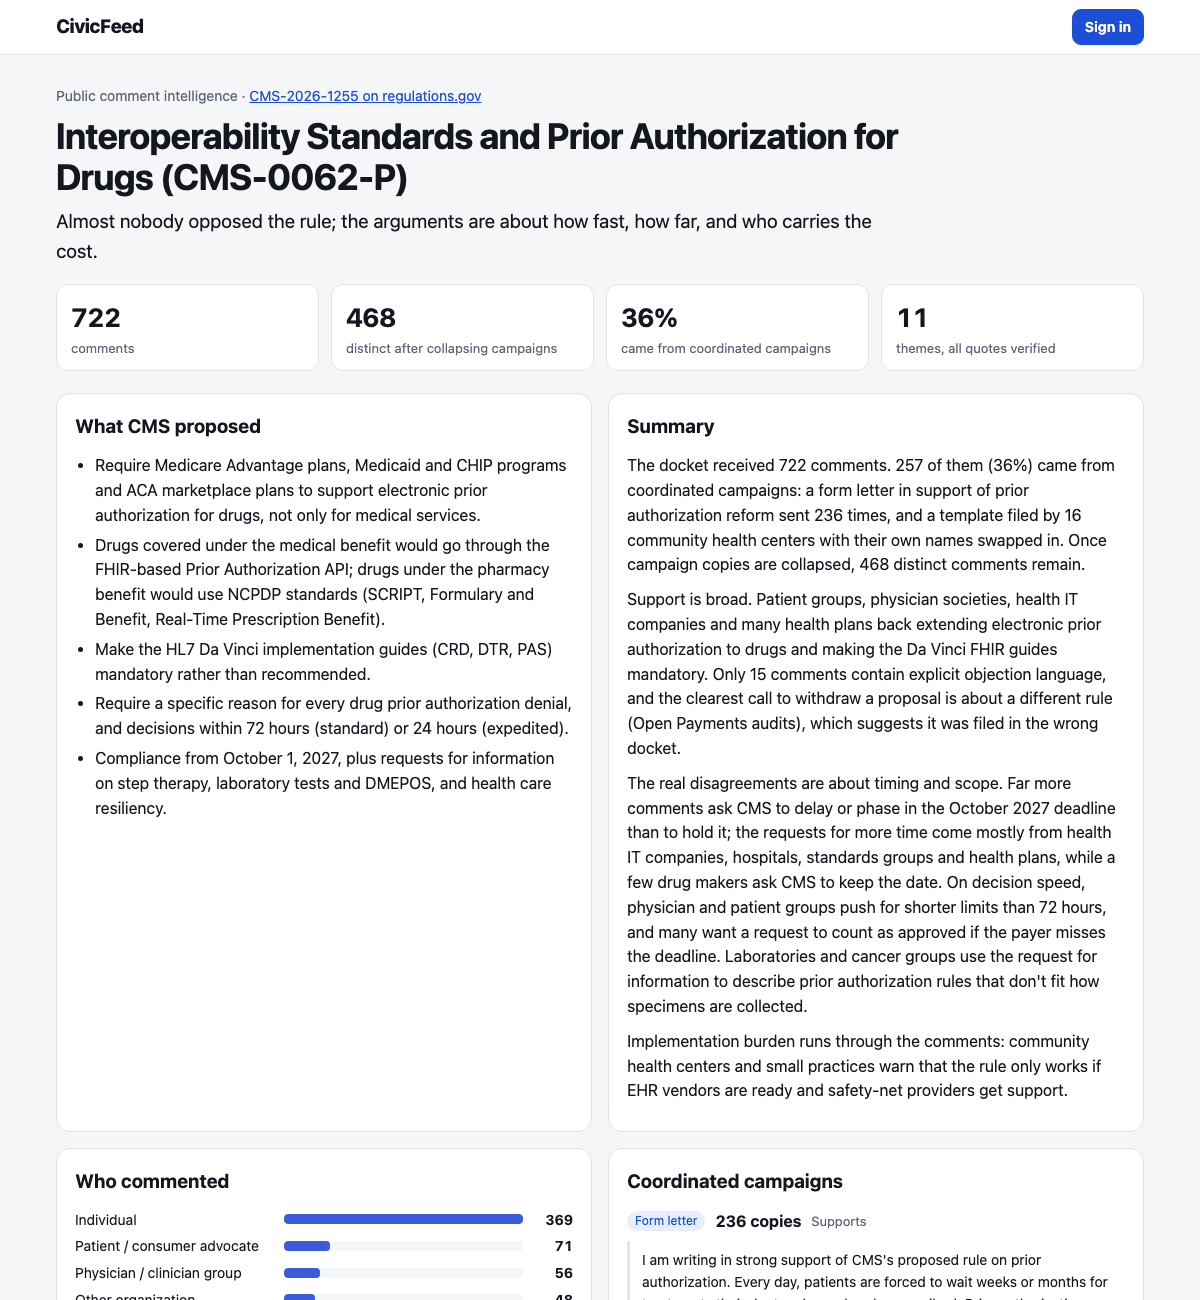 CivicFeed
Sign in
Public comment intelligence · CMS-2026-1255 on regulations.gov
Interoperability Standards and Prior Authorization for
Drugs (CMS-0062-P)
Almost nobody opposed the rule; the arguments are about how fast, how far, and who carries the
cost.
722
comments
468
distinct after collapsing campaigns
36%
came from coordinated campaigns
11
themes, all quotes verified
What CMS proposed
• Require Medicare Advantage plans, Medicaid and CHIP programs
and ACA marketplace plans to support electronic prior
authorization for drugs, not only for medical services.
• Drugs covered under the medical benefit would go through the
FHIR-based Prior Authorization API; drugs under the pharmacy
benefit would use NCPDP standards (SCRIPT, Formulary and
Benefit, Real-Time Prescription Benefit).
• Make the HL7 Da Vinci implementation guides (CRD, DTR, PAS)
mandatory rather than recommended.
• Require a specific reason for every drug prior authorization denial,
and decisions within 72 hours (standard) or 24 hours (expedited).
• Compliance from October 1, 2027, plus requests for information
on step therapy, laboratory tests and DMEPOS, and health care
resiliency.
Summary
The docket received 722 comments. 257 of them (36%) came from
coordinated campaigns: a form letter in support of prior
authorization reform sent 236 times, and a template filed by 16
community health centers with their own names swapped in. Once
campaign copies are collapsed, 468 distinct comments remain.
Support is broad. Patient groups, physician societies, health IT
companies and many health plans back extending electronic prior
authorization to drugs and making the Da Vinci FHIR guides
mandatory. Only 15 comments contain explicit objection language,
and the clearest call to withdraw a proposal is about a different rule
(Open Payments audits), which suggests it was filed in the wrong
docket.
The real disagreements are about timing and scope. Far more
comments ask CMS to delay or phase in the October 2027 deadline
than to hold it; the requests for more time come mostly from health
IT companies, hospitals, standards groups and health plans, while a
few drug makers ask CMS to keep the date. On decision speed,
physician and patient groups push for shorter limits than 72 hours,
and many want a request to count as approved if the payer misses
the deadline. Laboratories and cancer groups use the request for
information to describe prior authorization rules that don't fit how
specimens are collected.
Implementation burden runs through the comments: community
health centers and small practices warn that the rule only works if
EHR vendors are ready and safety-net providers get support.
Who commented
Individual 369
Patient / consumer advocate 71
Physician / clinician group 56
Other organization 48
Coordinated campaigns
Form letter 236 copies Supports
I am writing in strong support of CMS's proposed rule on prior
authorization. Every day, patients are forced to wait weeks or months for